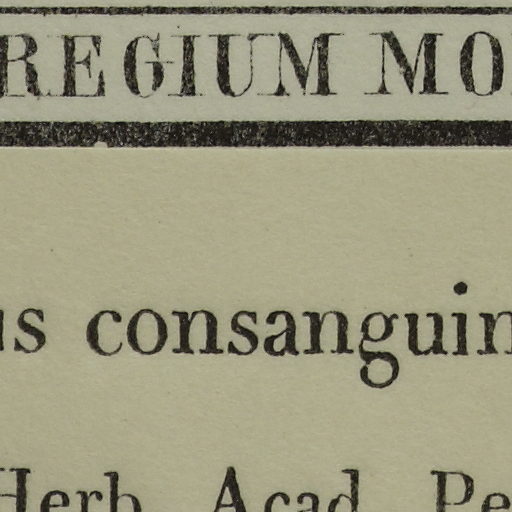 REGIUM MO
us consanguin
Herb. Acad. Pe